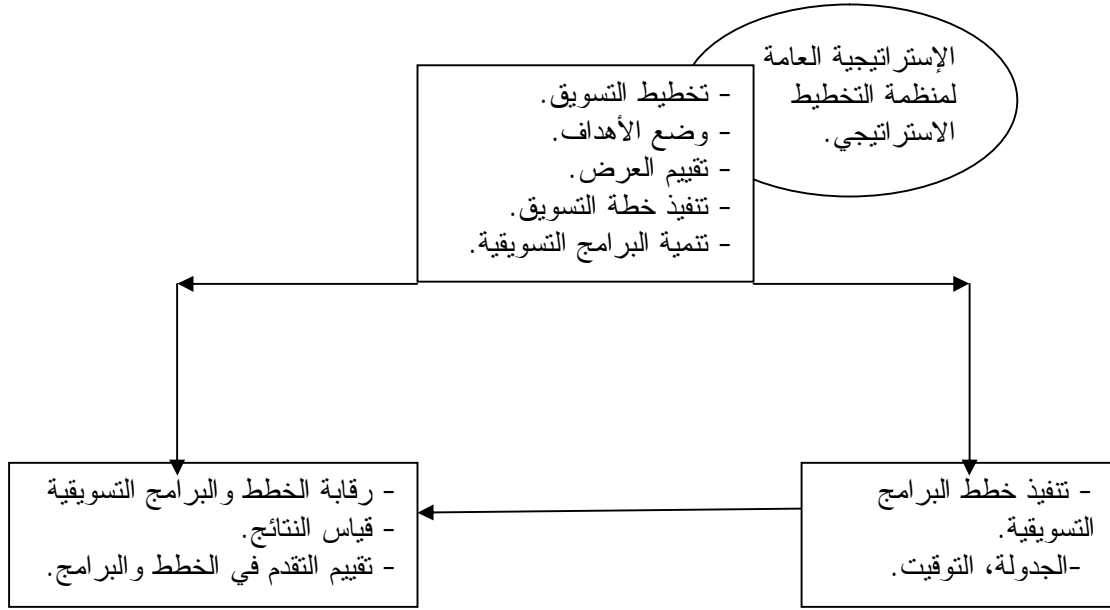 الإستراتيجية العامة
لمنظمة التخطيط
الاستراتيجي.
- تخطيط التسويق.
- وضع الأهداف.
- تقييم العرض.
- تنفيذ خطة التسويق.
- تنمية البرامج التسويقية.
- تنفيذ خطط البرامج
التسويقية.
-الجدولة، التوقيت.
- رقابة الخطط والبرامج التسويقية
- قياس النتائج.
- تقييم التقدم في الخطط والبرامج.